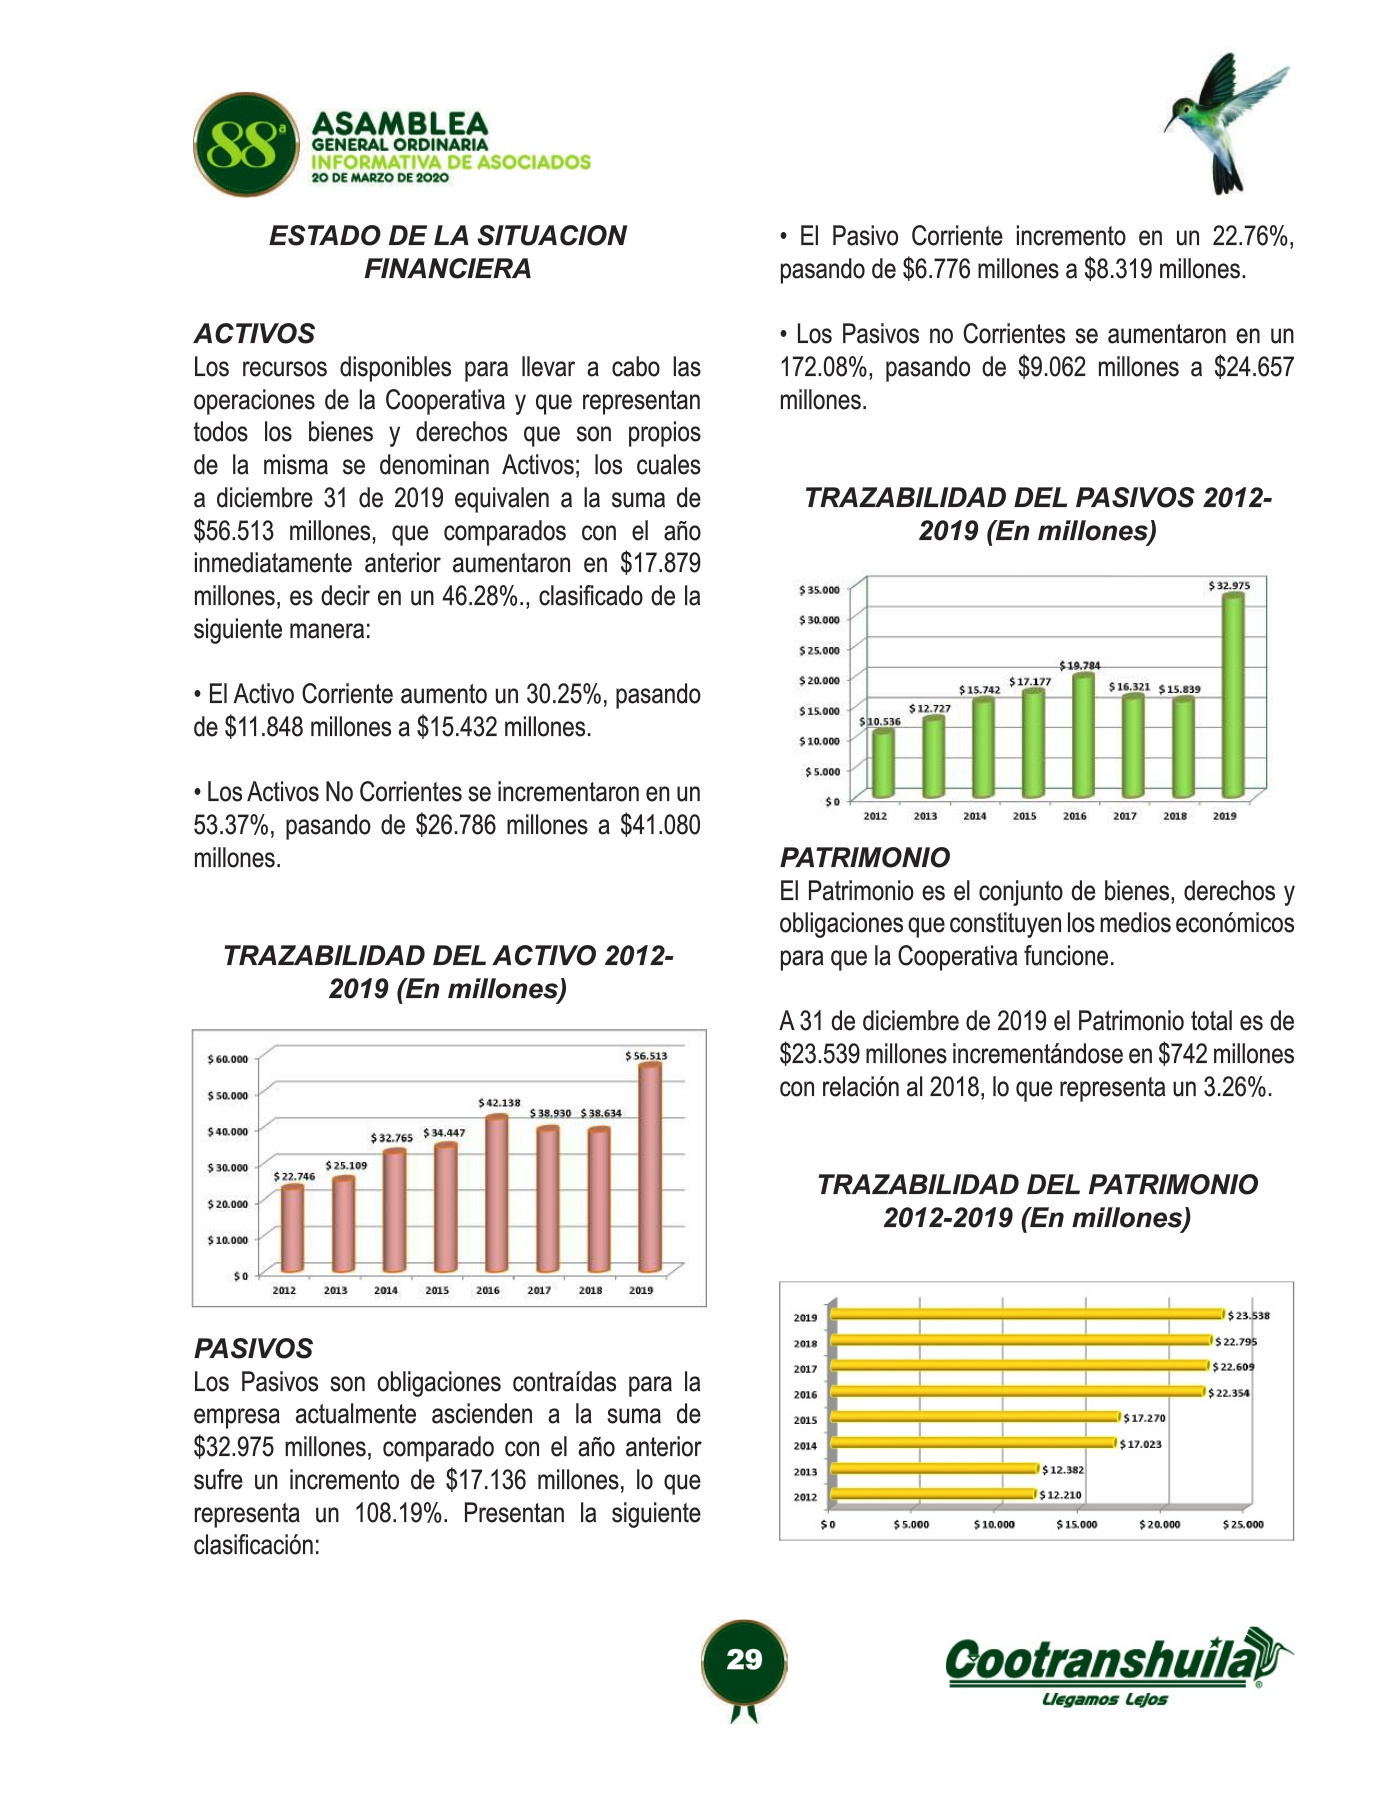 88ª
ASAMBLEA
GENERAL ORDINARIA
INFORMATIVA DE ASOCIADOS
20 DE MARZO DE 2020
ESTADO DE LA SITUACION
FINANCIERA
ACTIVOS
Los recursos disponibles para llevar a cabo las
operaciones de la Cooperativa y que representan
todos los bienes y derechos que son propios
de la misma se denominan Activos; los cuales
a diciembre 31 de 2019 equivalen a la suma de
$56.513 millones, que comparados con el año
inmediatamente anterior aumentaron en $17.879
millones, es decir en un 46.28%., clasificado de la
siguiente manera:
• El Activo Corriente aumento un 30.25%, pasando
de $11.848 millones a $15.432 millones.
• Los Activos No Corrientes se incrementaron en un
53.37%, pasando de $26.786 millones a $41.080
millones.
TRAZABILIDAD DEL ACTIVO 2012-
2019 (En millones)
$ 60.000
$ 50.000
$ 40.000
$ 30.000
$ 20.000
$ 10.000
$ 0
$ 22.746
$ 25.109
$ 32.765
$ 34.447
$ 42.138
$ 38.930
$ 38.634
$ 56.513
2012 2013 2014 2015 2016 2017 2018 2019
PASIVOS
Los Pasivos son obligaciones contraídas para la
empresa actualmente ascienden a la suma de
$32.975 millones, comparado con el año anterior
sufre un incremento de $17.136 millones, lo que
representa un 108.19%. Presentan la siguiente
clasificación:
• El Pasivo Corriente incremento en un 22.76%,
pasando de $6.776 millones a $8.319 millones.
• Los Pasivos no Corrientes se aumentaron en un
172.08%, pasando de $9.062 millones a $24.657
millones.
TRAZABILIDAD DEL PASIVOS 2012-
2019 (En millones)
$ 35.000
$ 30.000
$ 25.000
$ 20.000
$ 15.000
$ 10.000
$ 5.000
$ 0
$ 10.536
$ 12.727
$ 15.742
$ 17.177
$ 19.784
$ 16.321
$ 15.839
$ 32.975
2012 2013 2014 2015 2016 2017 2018 2019
PATRIMONIO
El Patrimonio es el conjunto de bienes, derechos y
obligaciones que constituyen los medios económicos
para que la Cooperativa funcione.
A 31 de diciembre de 2019 el Patrimonio total es de
$23.539 millones incrementándose en $742 millones
con relación al 2018, lo que representa un 3.26%.
TRAZABILIDAD DEL PATRIMONIO
2012-2019 (En millones)
2019 $ 23.538
2018 $ 22.795
2017 $ 22.609
2016 $ 22.354
2015 $ 17.270
2014 $ 17.023
2013 $ 12.382
2012 $ 12.210
$ 0 $ 5.000 $ 10.000 $ 15.000 $ 20.000 $ 25.000
29
Cootranshuila®
Llegamos Lejos